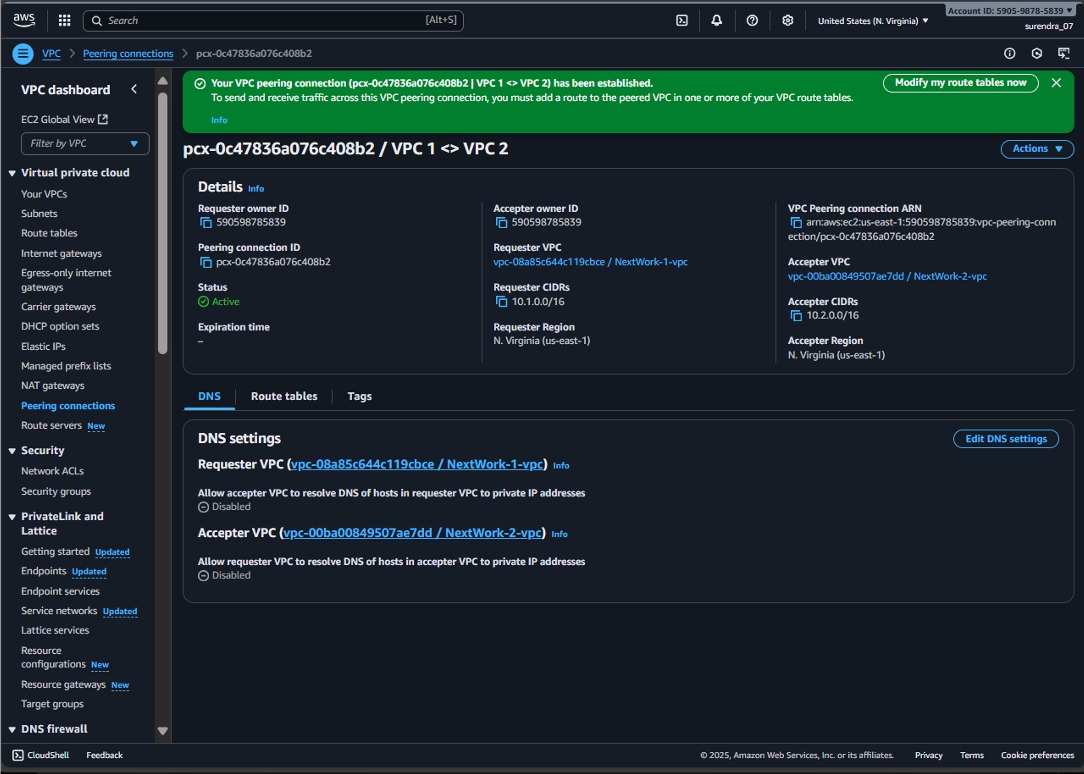 aws
Search
[Alt+S]
United States (N. Virginia)
Account ID: 5905-9878-5839
surendra_07
VPC > Peering connections > pcx-0c47836a076c408b2
VPC dashboard
EC2 Global View
Filter by VPC
Virtual private cloud
Your VPCs
Subnets
Route tables
Internet gateways
Egress-only internet
gateways
Carrier gateways
DHCP option sets
Elastic IPs
Managed prefix lists
NAT gateways
Peering connections
Route servers New
Security
Network ACLs
Security groups
PrivateLink and
Lattice
Getting started Updated
Endpoints Updated
Endpoint services
Service networks Updated
Lattice services
Resource
configurations New
Resource gateways New
Target groups
DNS firewall
Your VPC peering connection (pcx-0c47836a076c408b2 | VPC 1 <> VPC 2) has been established.
To send and receive traffic across this VPC peering connection, you must add a route to the peered VPC in one or more of your VPC route tables.
Info
Modify my route tables now
pcx-0c47836a076c408b2 / VPC 1 <> VPC 2
Actions
Details Info
Requester owner ID
590598785839
Peering connection ID
pcx-0c47836a076c408b2
Status
Active
Expiration time
–
Accepter owner ID
590598785839
Requester VPC
vpc-08a85c644c119cbce / NextWork-1-vpc
Requester CIDRs
10.1.0.0/16
Requester Region
N. Virginia (us-east-1)
VPC Peering connection ARN
arn:aws:ec2:us-east-1:590598785839:vpc-peering-conn
ection/pcx-0c47836a076c408b2
Accepter VPC
vpc-00ba00849507ae7dd / NextWork-2-vpc
Accepter CIDRs
10.2.0.0/16
Accepter Region
N. Virginia (us-east-1)
DNS
Route tables
Tags
DNS settings
Edit DNS settings
Requester VPC (vpc-08a85c644c119cbce / NextWork-1-vpc) Info
Allow accepter VPC to resolve DNS of hosts in requester VPC to private IP addresses
Disabled
Accepter VPC (vpc-00ba00849507ae7dd / NextWork-2-vpc) Info
Allow requester VPC to resolve DNS of hosts in accepter VPC to private IP addresses
Disabled
CloudShell
Feedback
© 2025, Amazon Web Services, Inc. or its affiliates.
Privacy
Terms
Cookie preferences